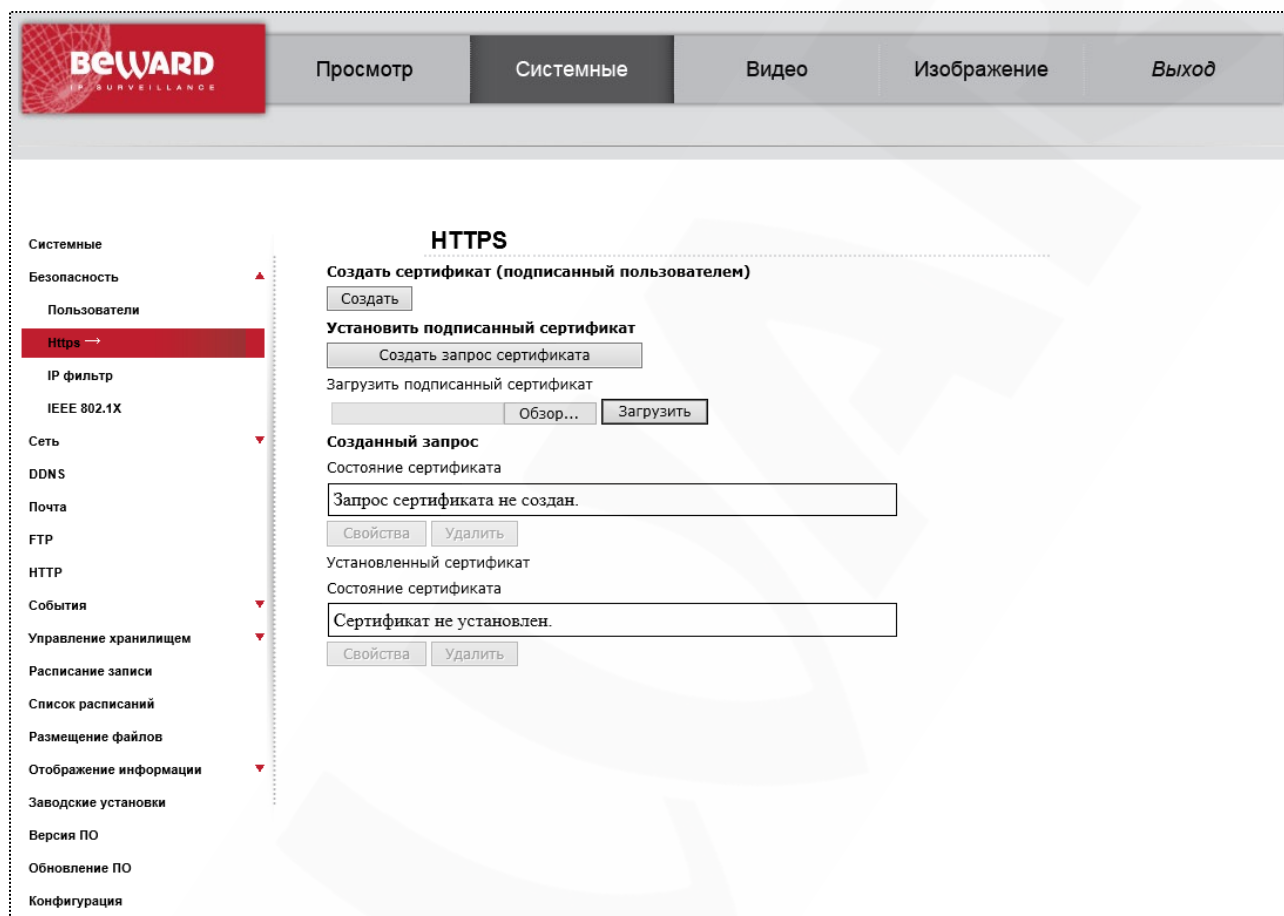 BEWARD
IP SURVEILLANCE
Просмотр
Системные
Видео
Изображение
Выход
Системные
Безопасность
Пользователи
Https →
IP фильтр
IEEE 802.1X
Сеть
DDNS
Почта
FTP
HTTP
События
Управление хранилищем
Расписание записи
Список расписаний
Размещение файлов
Отображение информации
Заводские установки
Версия ПО
Обновление ПО
Конфигурация
HTTPS
Создать сертификат (подписанный пользователем)
Создать
Установить подписанный сертификат
Создать запрос сертификата
Загрузить подписанный сертификат
Обзор... Загрузить
Созданный запрос
Состояние сертификата
Запрос сертификата не создан.
Свойства Удалить
Установленный сертификат
Состояние сертификата
Сертификат не установлен.
Свойства Удалить